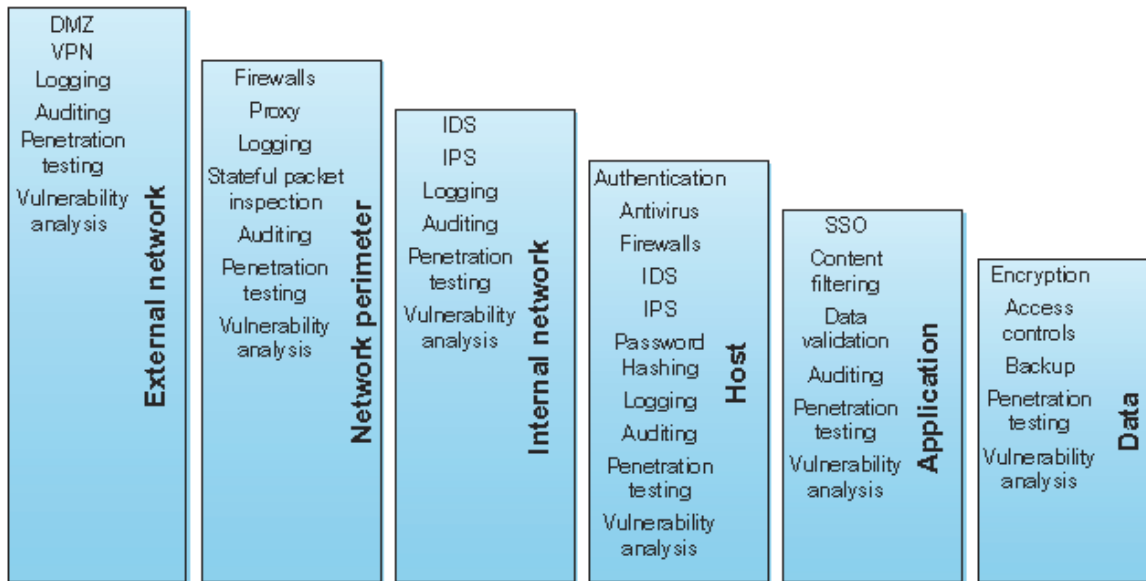 DMZ
VPN
Logging
Auditing
Penetration
testing
Vulnerability
analysis
External network
Firewalls
Proxy
Logging
Stateful packet
inspection
Auditing
Penetration
testing
Vulnerability
analysis
Network perimeter
IDS
IPS
Logging
Auditing
Penetration
testing
Vulnerability
analysis
Internal network
Authentication
Antivirus
Firewalls
IDS
IPS
Password
Hashing
Logging
Auditing
Penetration
testing
Vulnerability
analysis
Host
SSO
Content
filtering
Data
validation
Auditing
Penetration
testing
Vulnerability
analysis
Application
Encryption
Access
controls
Backup
Penetration
testing
Vulnerability
analysis
Data